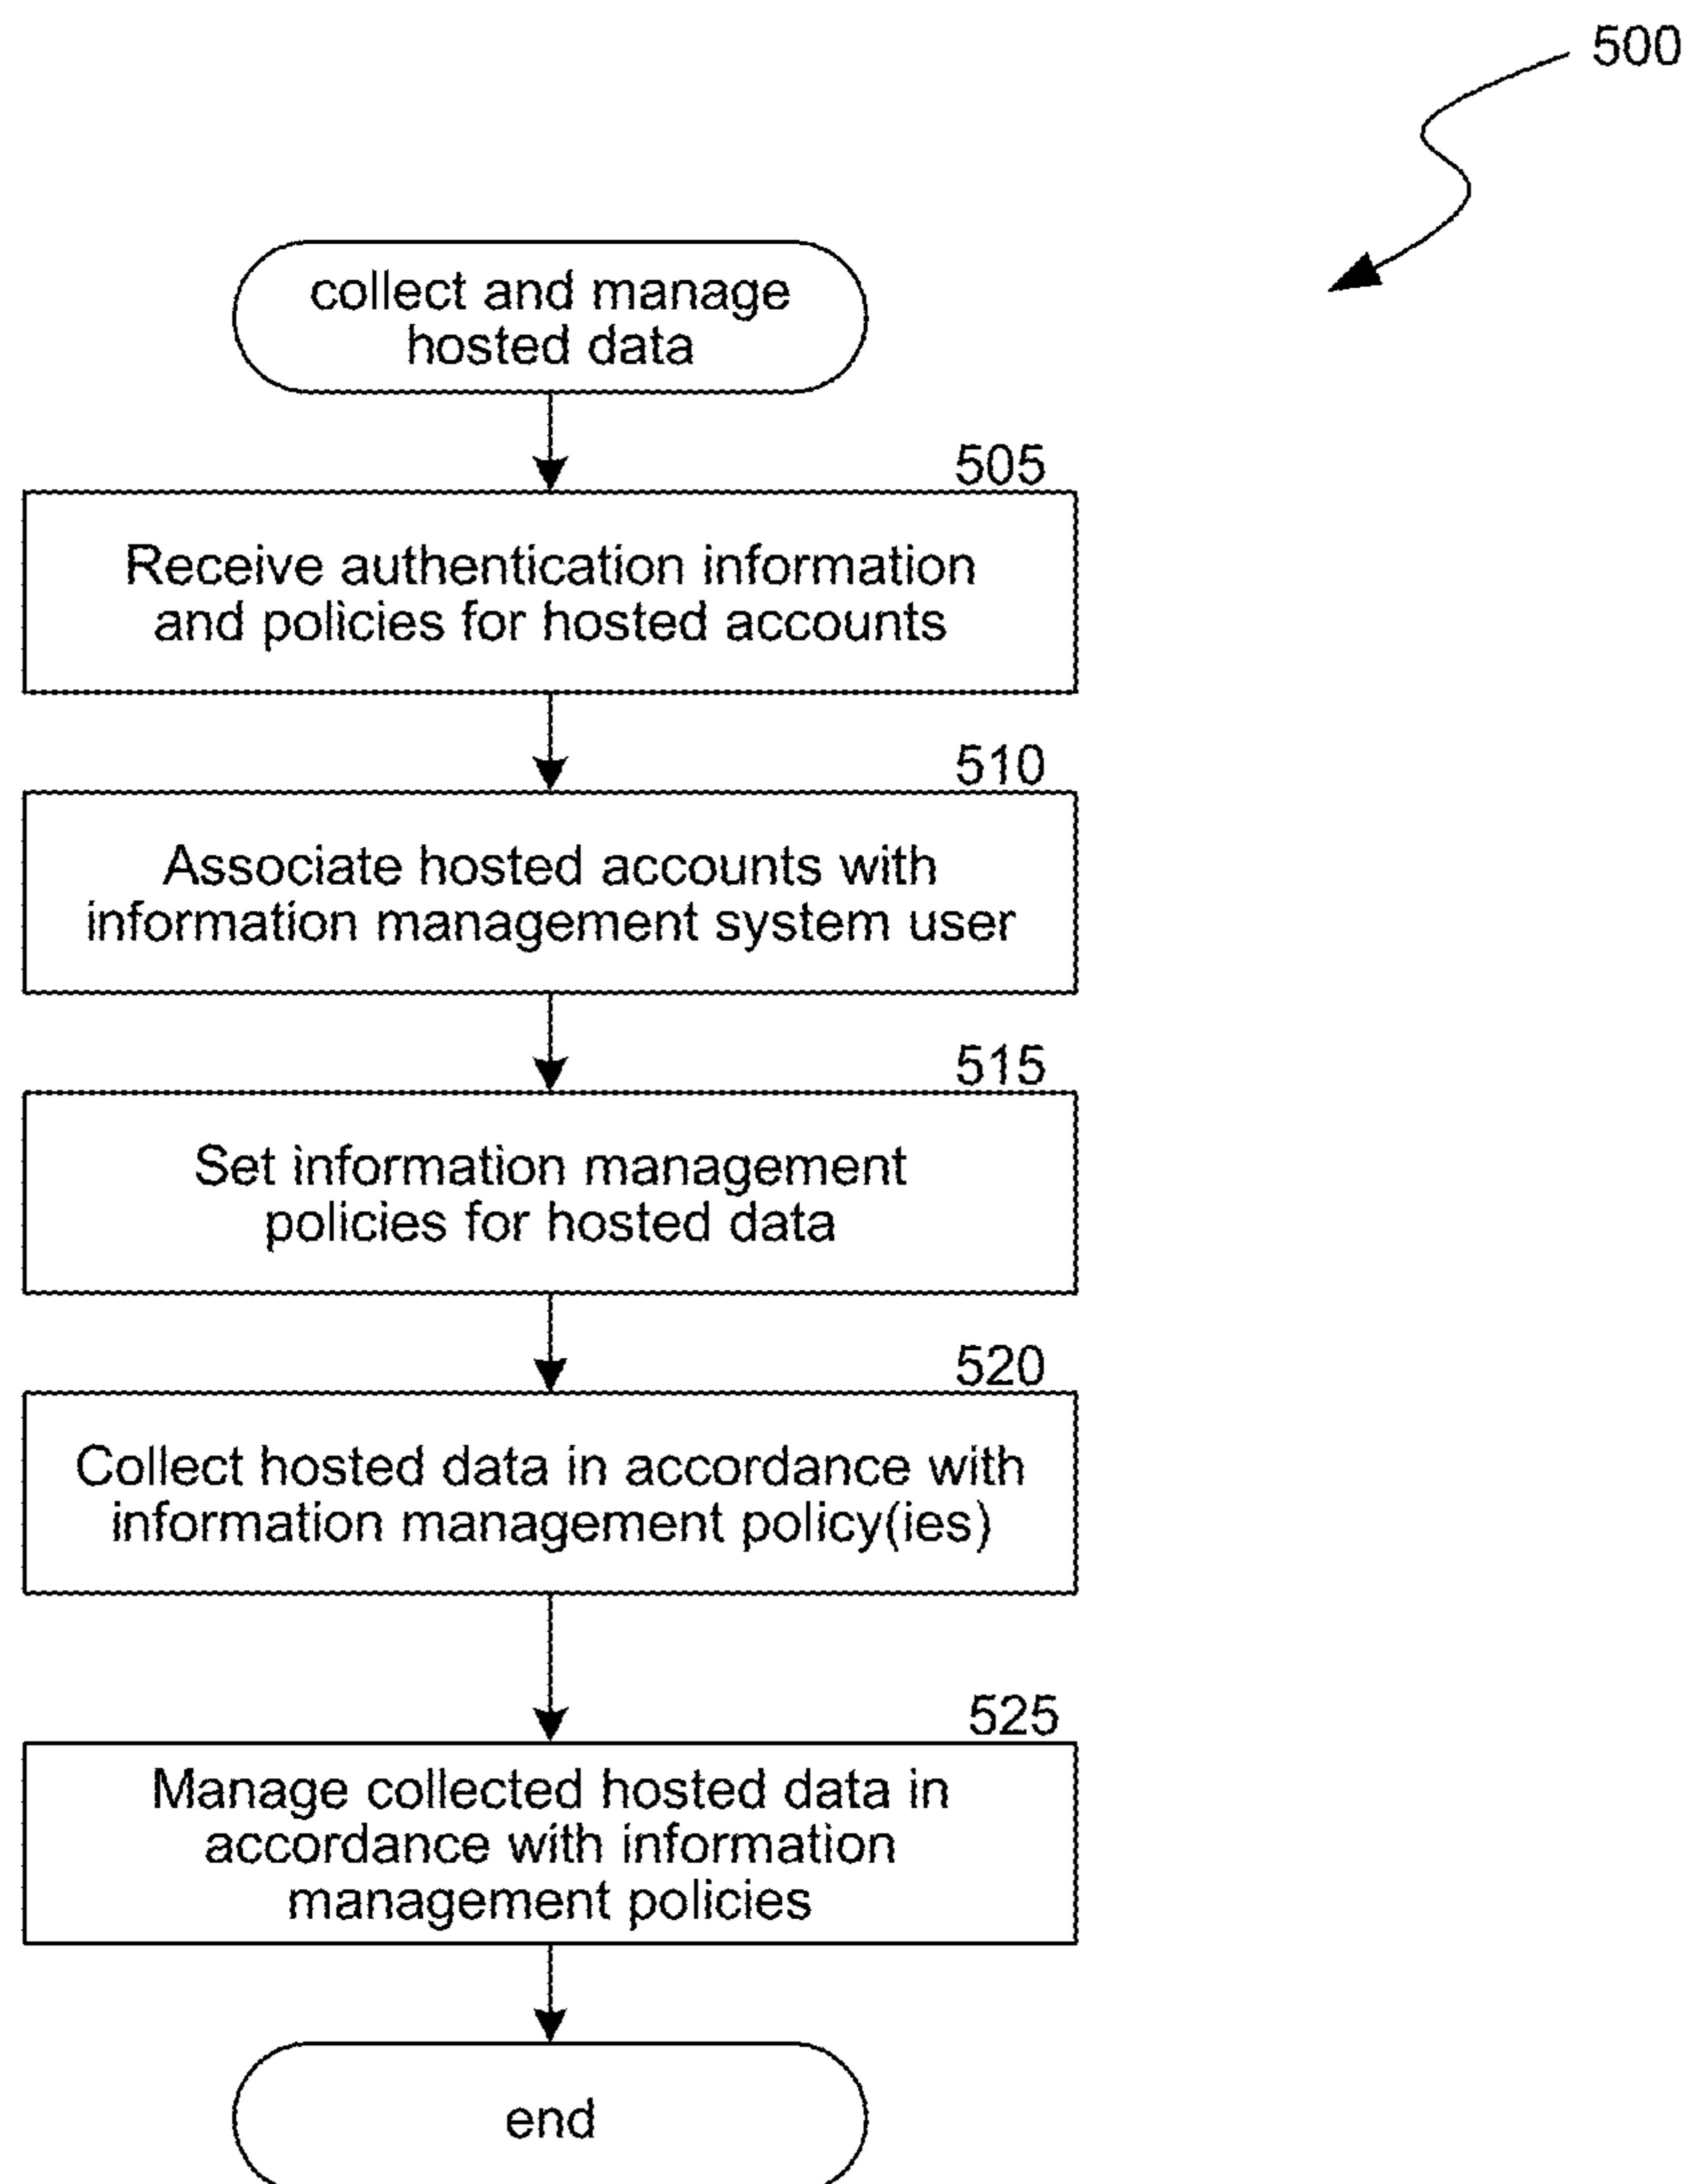 500
collect and manage
hosted data
505
Receive authentication information
and policies for hosted accounts
510
Associate hosted accounts with
information management system user
515
Set information management
policies for hosted data
520
Collect hosted data in accordance with
information management policy(ies)
525
Manage collected hosted data in
accordance with information
management policies
end